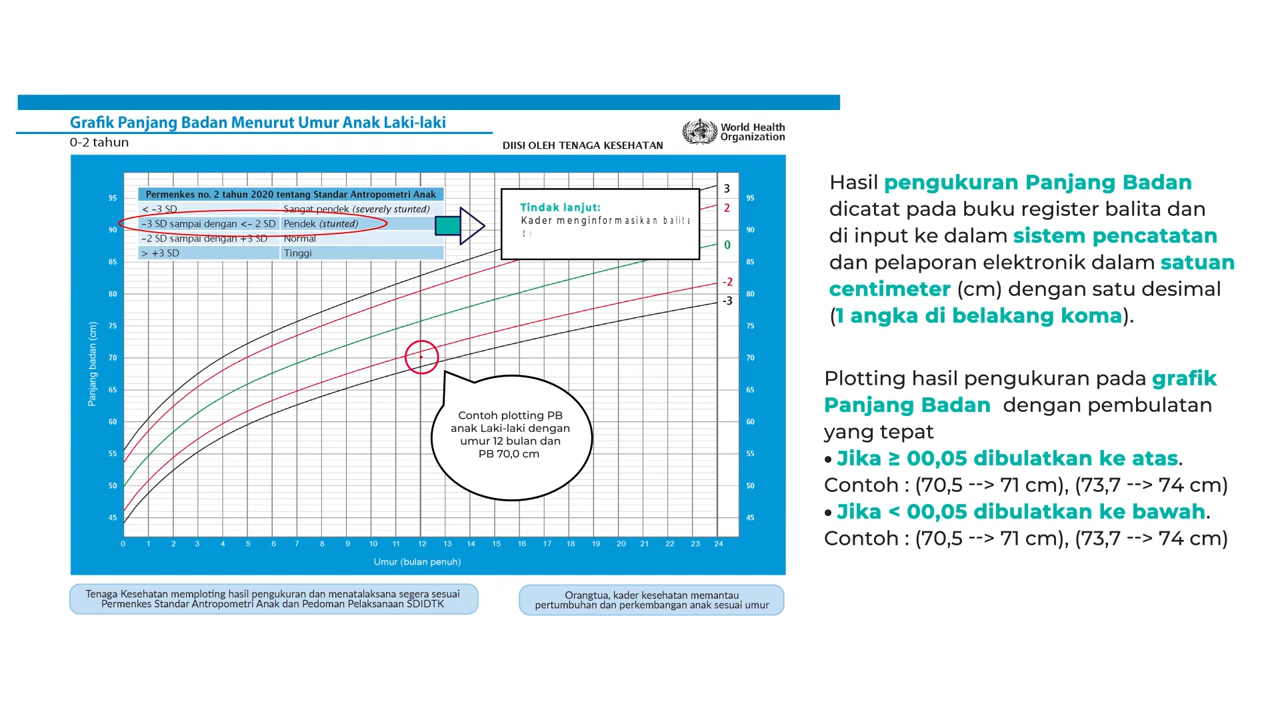 Grafik Panjang Badan Menurut Umur Anak Laki-laki
0-2 tahun
DIISI OLEH TENAGA KESEHATAN
World Health
Organization
Permenkes no. 2 tahun 2020 tentang Standar Antropometri Anak
< –3 SD Sangat pendek (severely stunted)
–3 SD sampai dengan <– 2 SD Pendek (stunted)
–2 SD sampai dengan +3 SD Normal
> +3 SD Tinggi
Tindak lanjut:
Kader menginformasikan balita
3
2
0
-2
-3
Panjang badan (cm)
95 95
90 90
85 85
80 80
75 75
70 70
65 65
60 60
55 55
50 50
45 45
0 1 2 3 4 5 6 7 8 9 10 11 12 13 14 15 16 17 18 19 20 21 22 23 24
Umur (bulan penuh)
Contoh plotting PB
anak Laki-laki dengan
umur 12 bulan dan
PB 70,0 cm
Tenaga Kesehatan memploting hasil pengukuran dan menatalaksana segera sesuai
Permenkes Standar Antropometri Anak dan Pedoman Pelaksanaan SDIDTK
Orangtua, kader kesehatan memantau
pertumbuhan dan perkembangan anak sesuai umur
Hasil pengukuran Panjang Badan
dicatat pada buku register balita dan
di input ke dalam sistem pencatatan
dan pelaporan elektronik dalam satuan
centimeter (cm) dengan satu desimal
(1 angka di belakang koma).
Plotting hasil pengukuran pada grafik
Panjang Badan dengan pembulatan
yang tepat
• Jika ≥ 00,05 dibulatkan ke atas.
Contoh : (70,5 --> 71 cm), (73,7 --> 74 cm)
• Jika < 00,05 dibulatkan ke bawah.
Contoh : (70,5 --> 71 cm), (73,7 --> 74 cm)